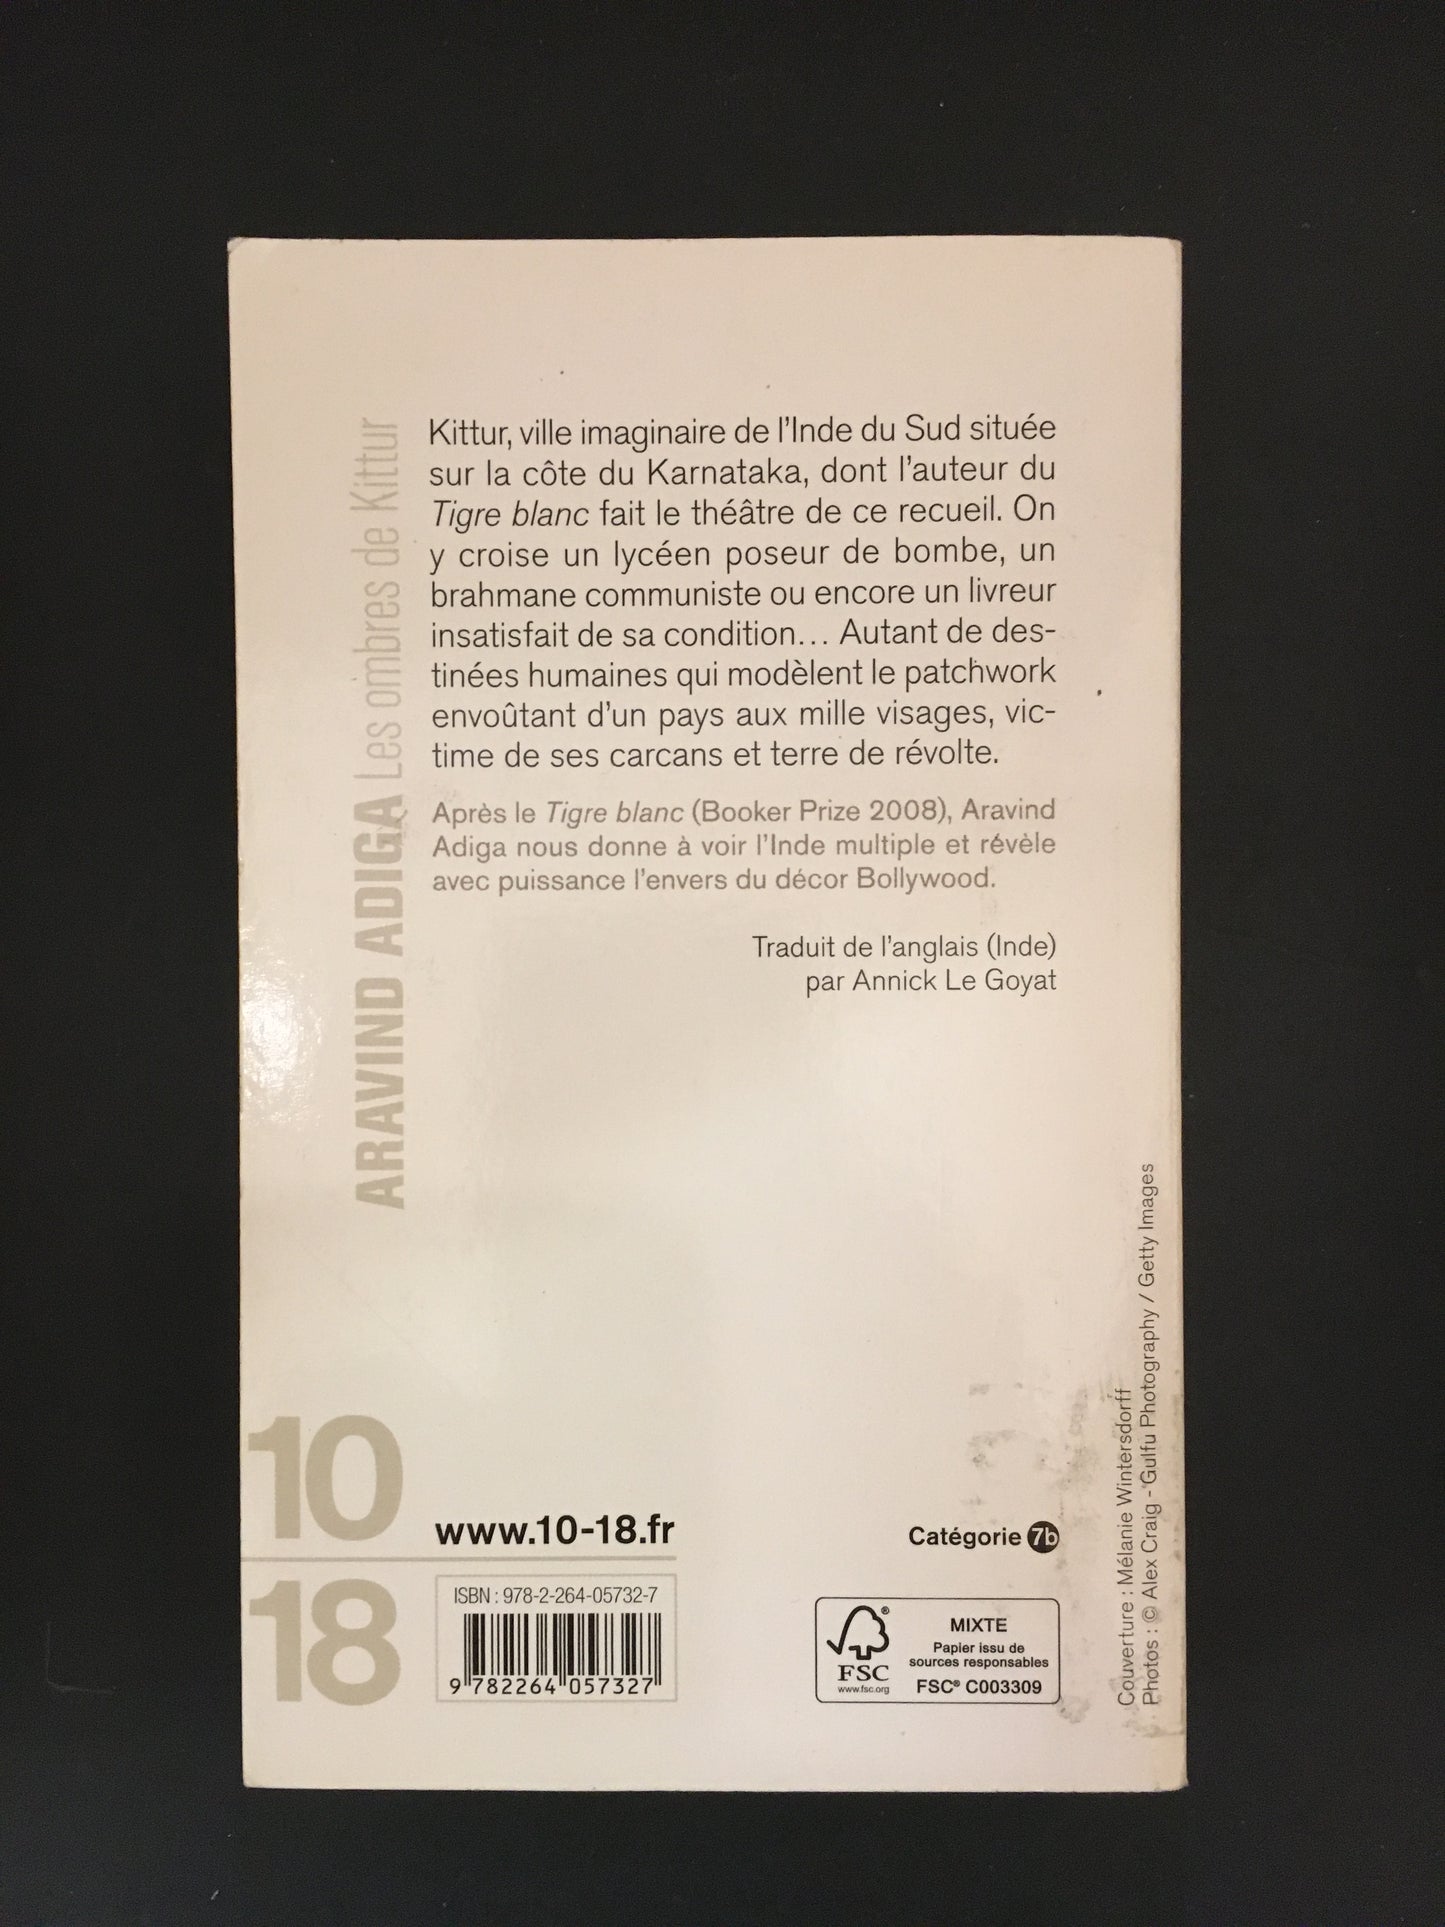 ARAVIND ADIGA Les ombres de Kittur
Kittur, ville imaginaire de l'Inde du Sud située
sur la côte du Karnataka, dont l'auteur du
Tigre blanc fait le théâtre de ce recueil. On
y croise un lycéen poseur de bombe, un
brahmane communiste ou encore un livreur
insatisfait de sa condition... Autant de des-
tinées humaines qui modèlent le patchwork
envoûtant d'un pays aux mille visages, vic-
time de ses carcans et terre de révolte.
Après le Tigre blanc (Booker Prize 2008), Aravind
Adiga nous donne à voir l'Inde multiple et révèle
avec puissance l'envers du décor Bollywood.
Traduit de l'anglais (Inde)
par Annick Le Goyat
10
18
www.10-18.fr
ISBN : 978-2-264-05732-7
9 782264 057327
Catégorie 7b
FSC®
www.fsc.org
MIXTE
Papier issu de
sources responsables
FSC® C003309
Couverture : Mélanie Wintersdorff
Photos : © Alex Craig - Gulfu Photography / Getty Images